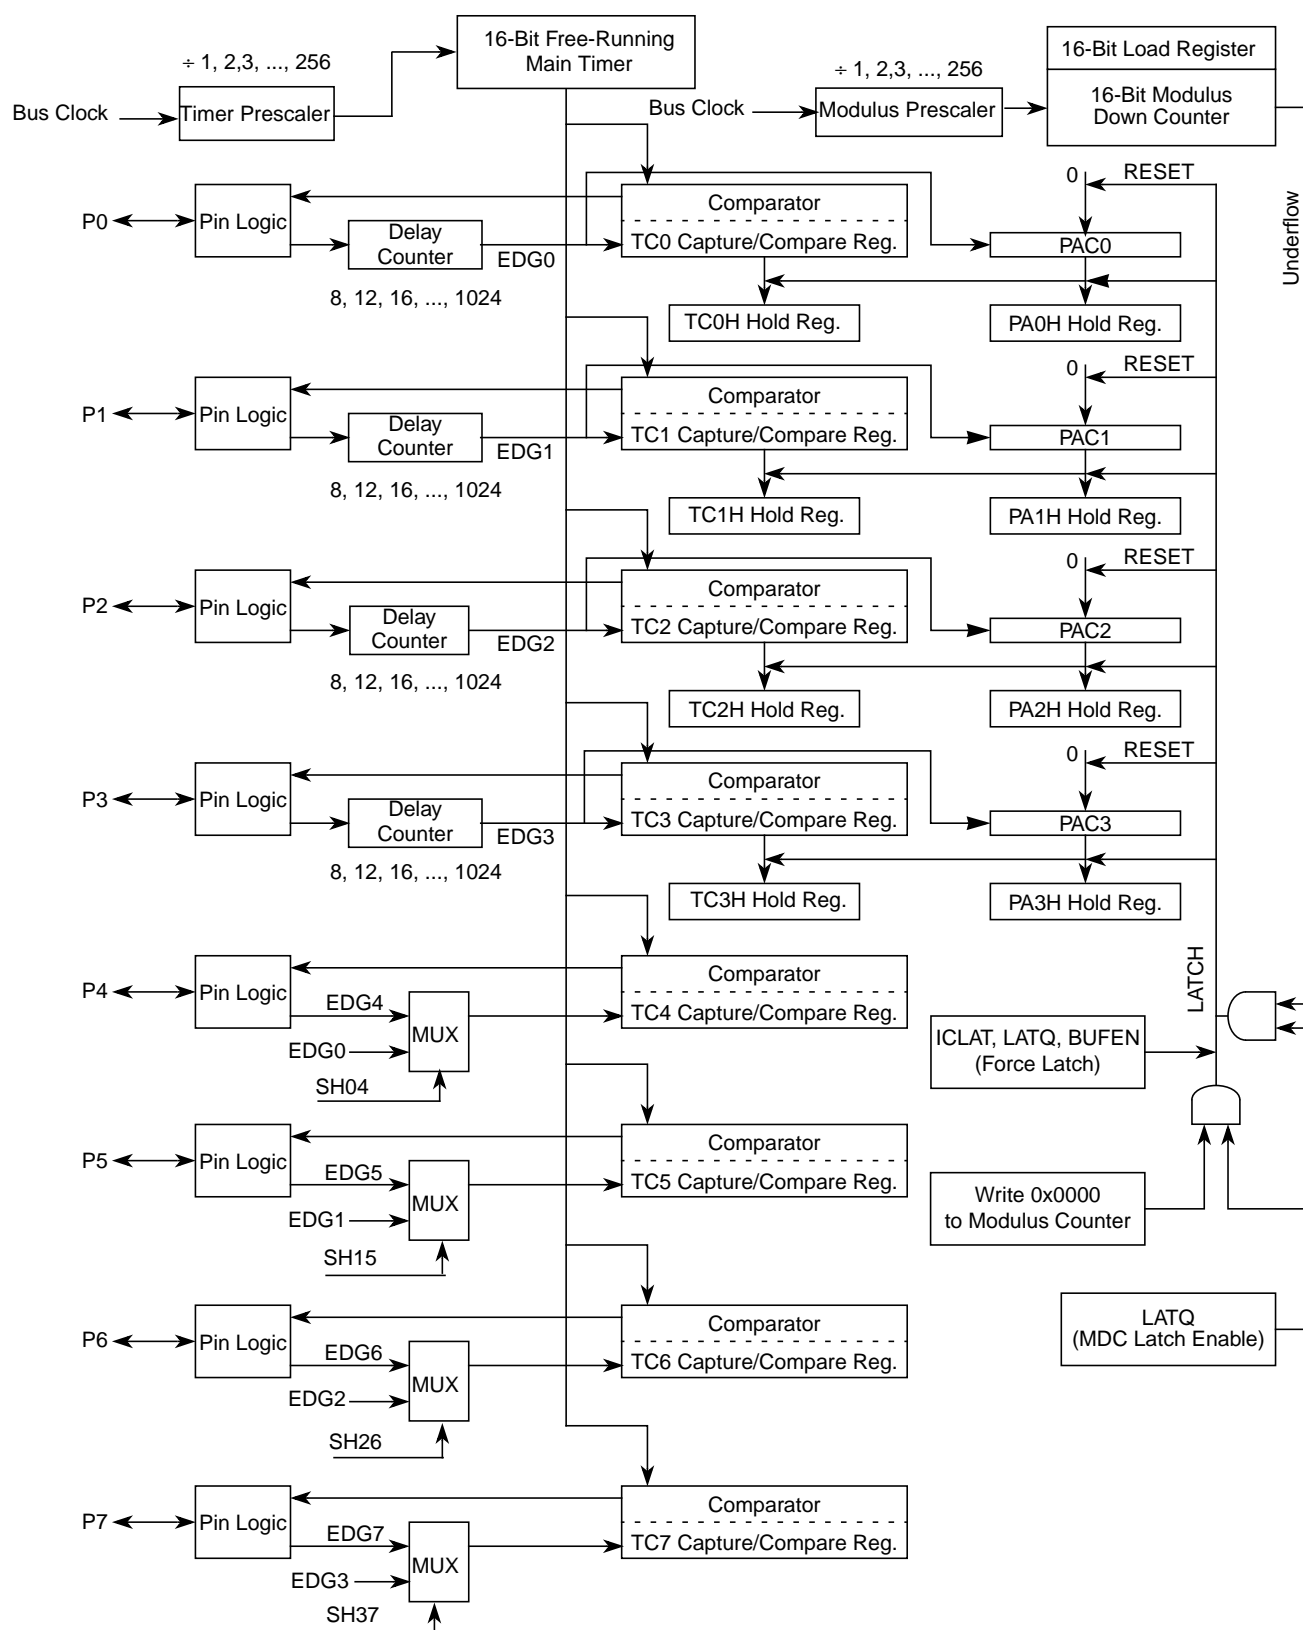 16-Bit Free-Running
Main Timer
÷ 1, 2,3, ..., 256
Bus Clock
Timer Prescaler
÷ 1, 2,3, ..., 256
Bus Clock
Modulus Prescaler
16-Bit Load Register
16-Bit Modulus
Down Counter
Underflow
P0
Pin Logic
Delay
Counter
EDG0
8, 12, 16, ..., 1024
Comparator
TC0 Capture/Compare Reg.
TC0H Hold Reg.
0
RESET
PAC0
PA0H Hold Reg.
P1
Pin Logic
Delay
Counter
EDG1
8, 12, 16, ..., 1024
Comparator
TC1 Capture/Compare Reg.
TC1H Hold Reg.
0
RESET
PAC1
PA1H Hold Reg.
P2
Pin Logic
Delay
Counter
EDG2
8, 12, 16, ..., 1024
Comparator
TC2 Capture/Compare Reg.
TC2H Hold Reg.
0
RESET
PAC2
PA2H Hold Reg.
P3
Pin Logic
Delay
Counter
EDG3
8, 12, 16, ..., 1024
Comparator
TC3 Capture/Compare Reg.
TC3H Hold Reg.
0
RESET
PAC3
PA3H Hold Reg.
LATCH
P4
Pin Logic
EDG4
EDG0
MUX
SH04
Comparator
TC4 Capture/Compare Reg.
ICLAT, LATQ, BUFEN
(Force Latch)
P5
Pin Logic
EDG5
EDG1
MUX
SH15
Comparator
TC5 Capture/Compare Reg.
Write 0x0000
to Modulus Counter
P6
Pin Logic
EDG6
EDG2
MUX
SH26
Comparator
TC6 Capture/Compare Reg.
LATQ
(MDC Latch Enable)
P7
Pin Logic
EDG7
EDG3
MUX
SH37
Comparator
TC7 Capture/Compare Reg.